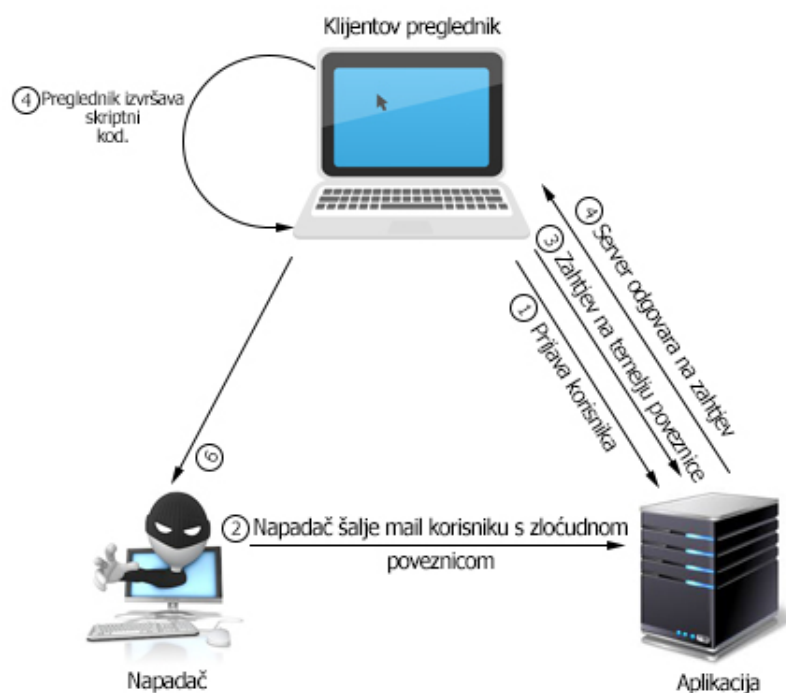 Klijentov preglednik
④ Preglednik izvršava
skriptni
kod.
① Prijava korisnika
③ Zahtjev na temelju poveznice
④ Server odgovara na zahtjev
⑥
② Napadač šalje mail korisniku s zloćudnom
poveznicom
Napadač
Aplikacija